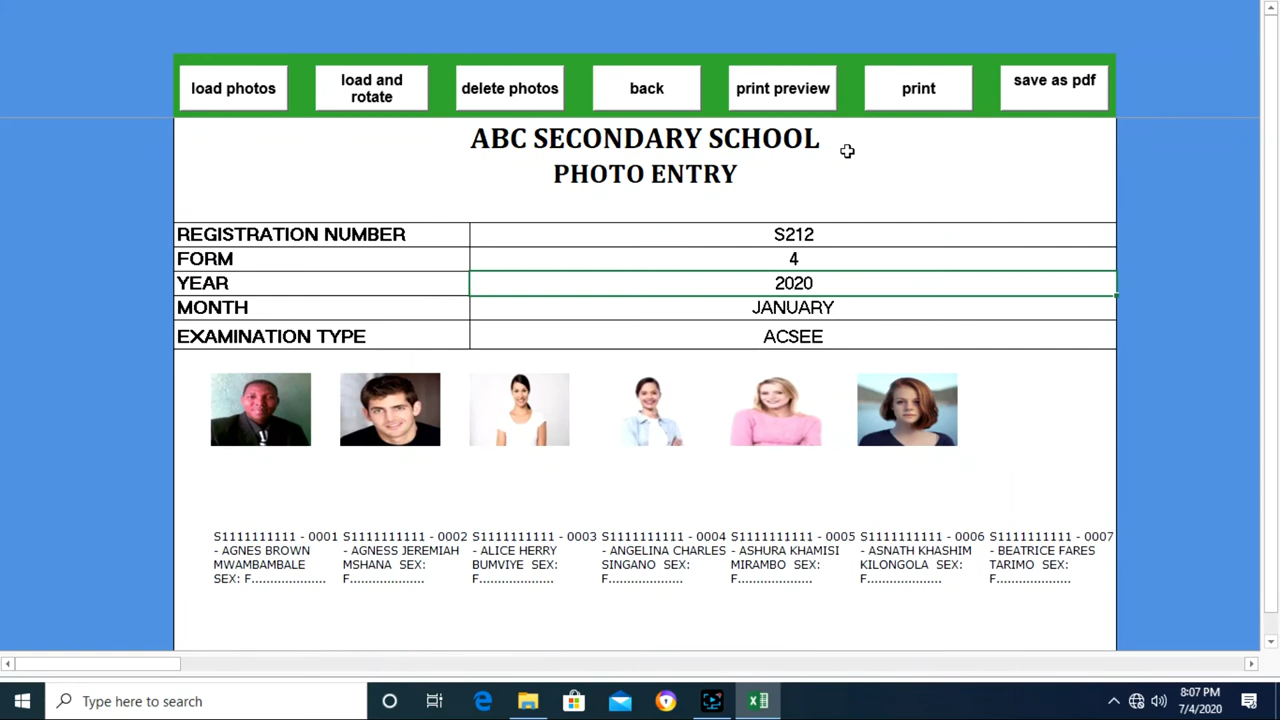 load photos
load and
rotate
delete photos
back
print preview
print
save as pdf
ABC SECONDARY SCHOOL
PHOTO ENTRY
REGISTRATION NUMBER S212
FORM 4
YEAR 2020
MONTH JANUARY
EXAMINATION TYPE ACSEE
S1111111111 - 0001 S1111111111 - 0002 S1111111111 - 0003 S1111111111 - 0004 S1111111111 - 0005 S1111111111 - 0006 S1111111111 - 0007
- AGNES BROWN - AGNESS JEREMIAH - ALICE HERRY - ANGELINA CHARLES - ASHURA KHAMISI - ASNATH KHASHIM - BEATRICE FARES
MWAMBAMBALE MSHANA SEX: BUMVIYE SEX: SINGANO SEX: MIRAMBO SEX: KILONGOLA SEX: TARIMO SEX:
SEX: F.................... F.................... F.................... F.................... F.................... F.................... F....................
Type here to search
8:07 PM
7/4/2020